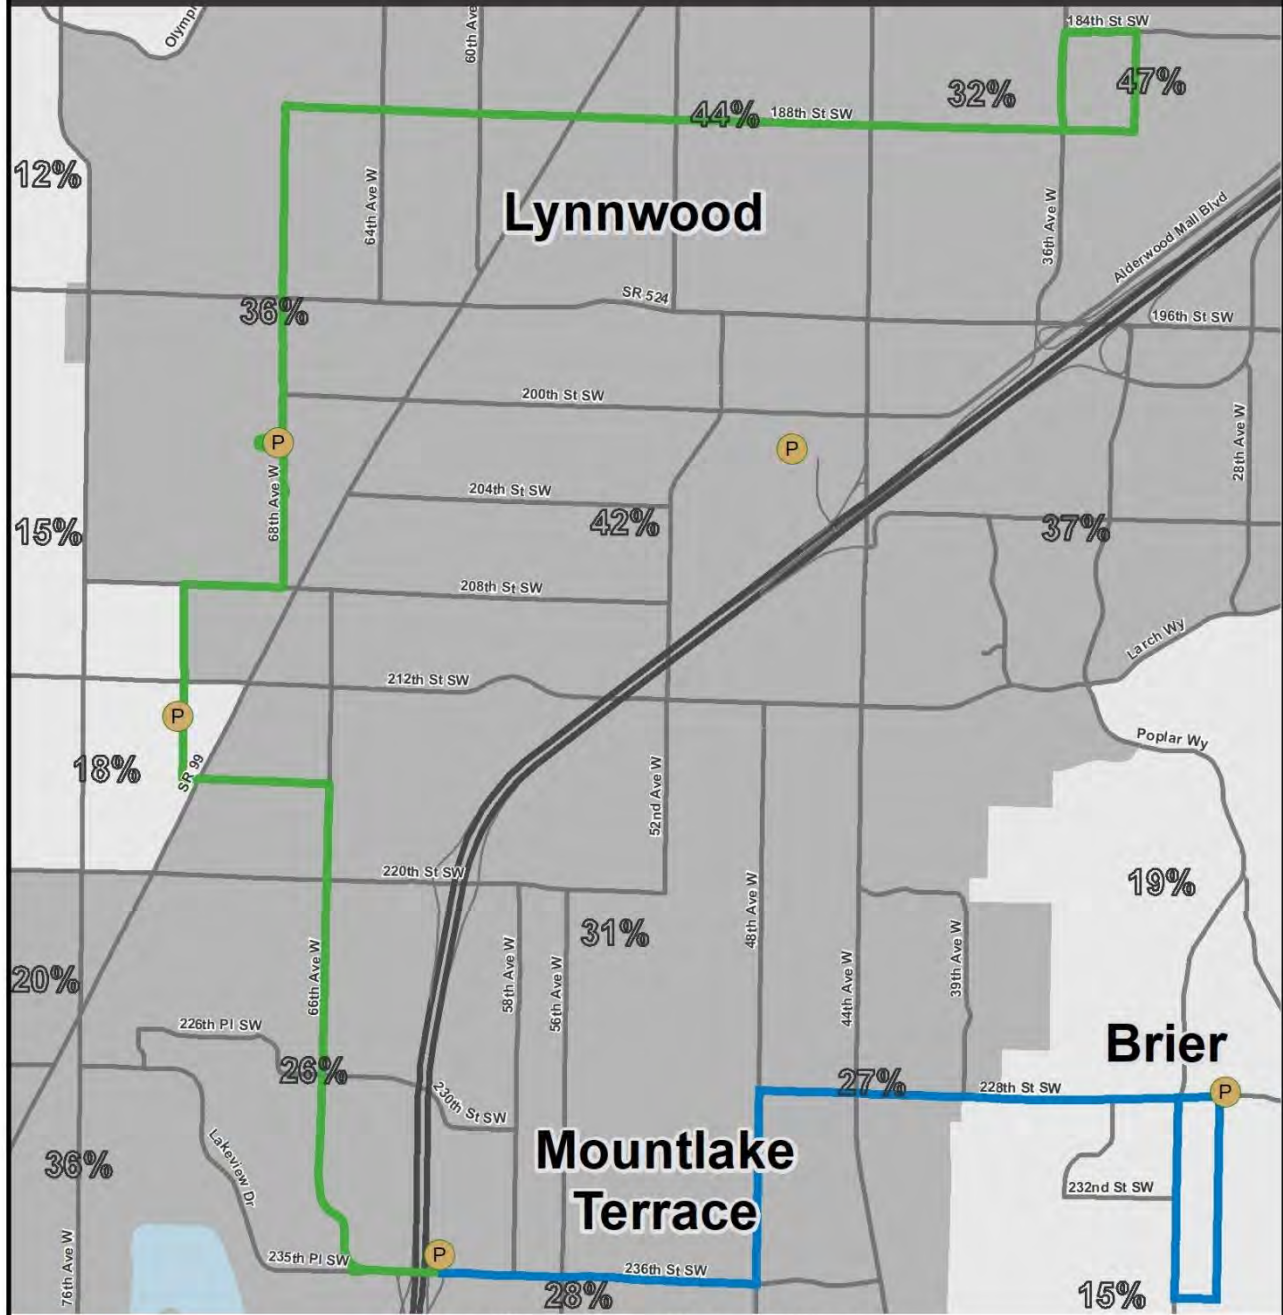 Olympi
60th Ave
184th St SW
32%
47%
44%
188th St SW
12%
64th Ave W
Lynnwood
36th Ave W
Alderwood Mall Blvd
36%
SR 524
196th St SW
200th St SW
28th Ave W
P
P
68th Ave W
204th St SW
42%
37%
15%
208th St SW
Larch Wy
212th St SW
P
Poplar Wy
18%
SR 99
52nd Ave W
220th St SW
19%
48th Ave W
31%
39th Ave W
58th Ave W
56th Ave W
44th Ave W
66th Ave W
20%
226th Pl SW
Brier
26%
27%
228th St SW
P
230th St SW
Mountlake
Terrace
36%
Lakeview Dr
232nd St SW
76th Ave W
235th Pl SW
P
236th St SW
28%
15%